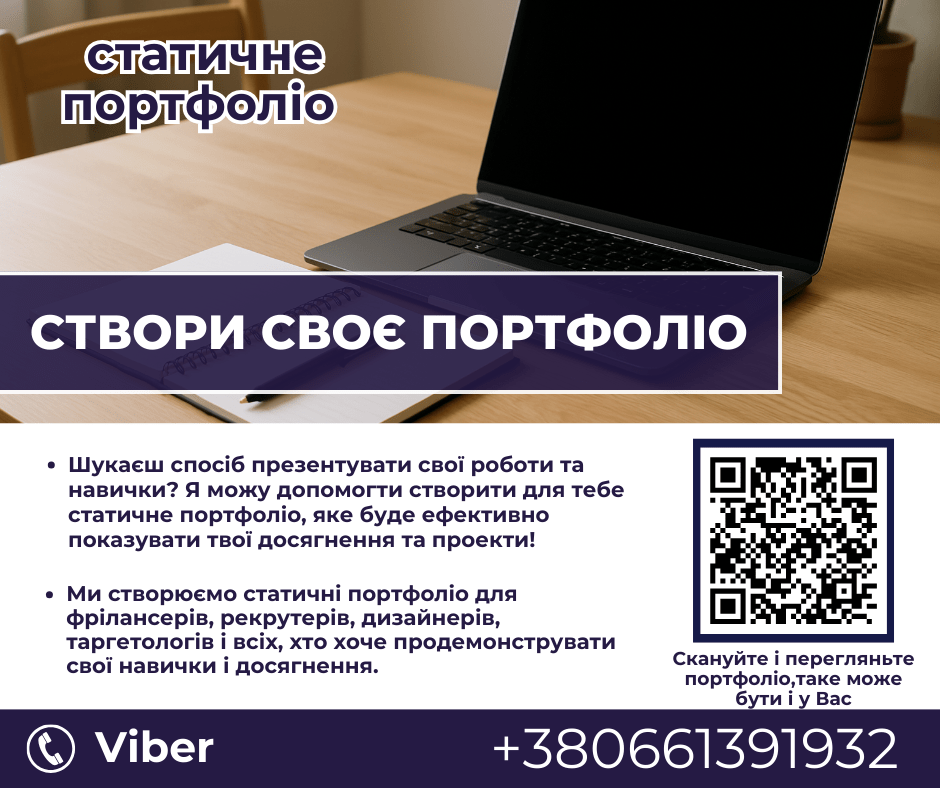 статичне
портфоліо
СТВОРИ СВОЄ ПОРТФОЛІО
• Шукаєш спосіб презентувати свої роботи та
навички? Я можу допомогти створити для тебе
статичне портфоліо, яке буде ефективно
показувати твої досягнення та проекти!
• Ми створюємо статичні портфоліо для
фрілансерів, рекрутерів, дизайнерів,
таргетологів і всіх, хто хоче продемонструвати
свої навички і досягнення.
Скануйте і перегляньте
портфоліо,таке може
бути і у Вас
Viber
+380661391932